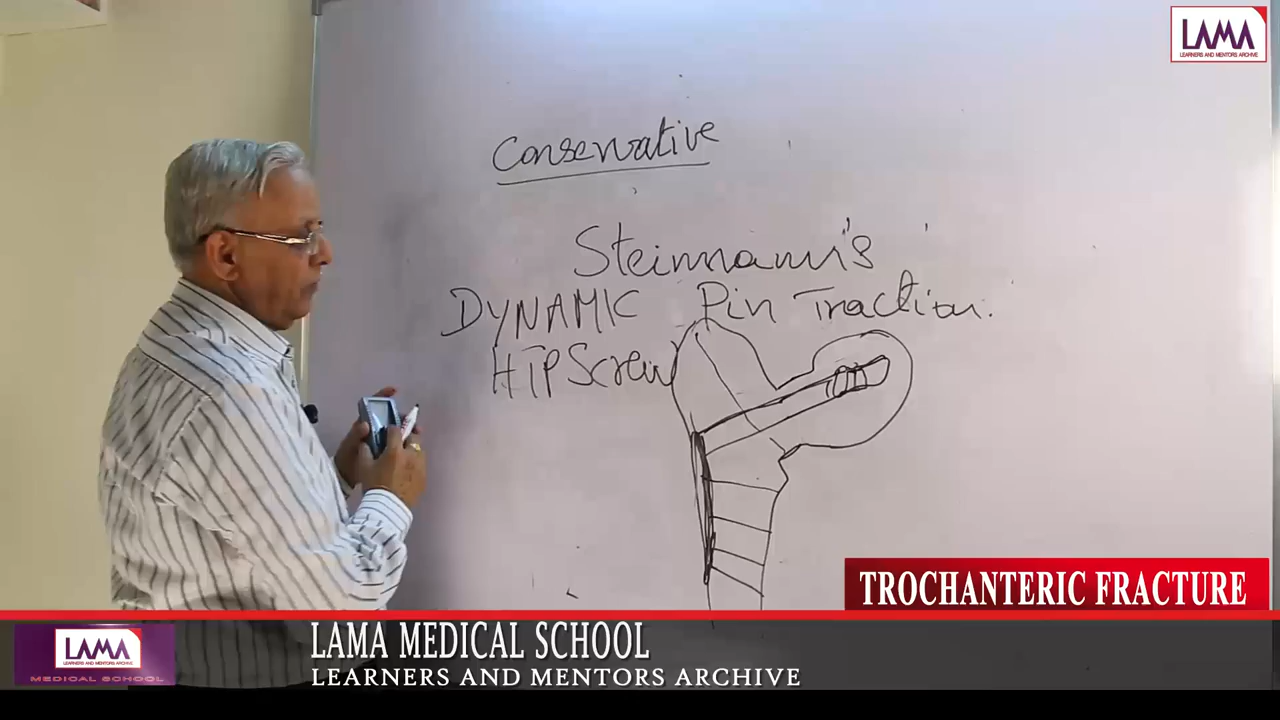 LAMA
LEARNERS AND MENTORS ARCHIVE
Conservative
Steinmann's
DYNAMIC Pin Traction.
HIP Screw
TROCHANTERIC FRACTURE
LAMA
LEARNERS AND MENTORS ARCHIVE
MEDICAL SCHOOL
LAMA MEDICAL SCHOOL
LEARNERS AND MENTORS ARCHIVE